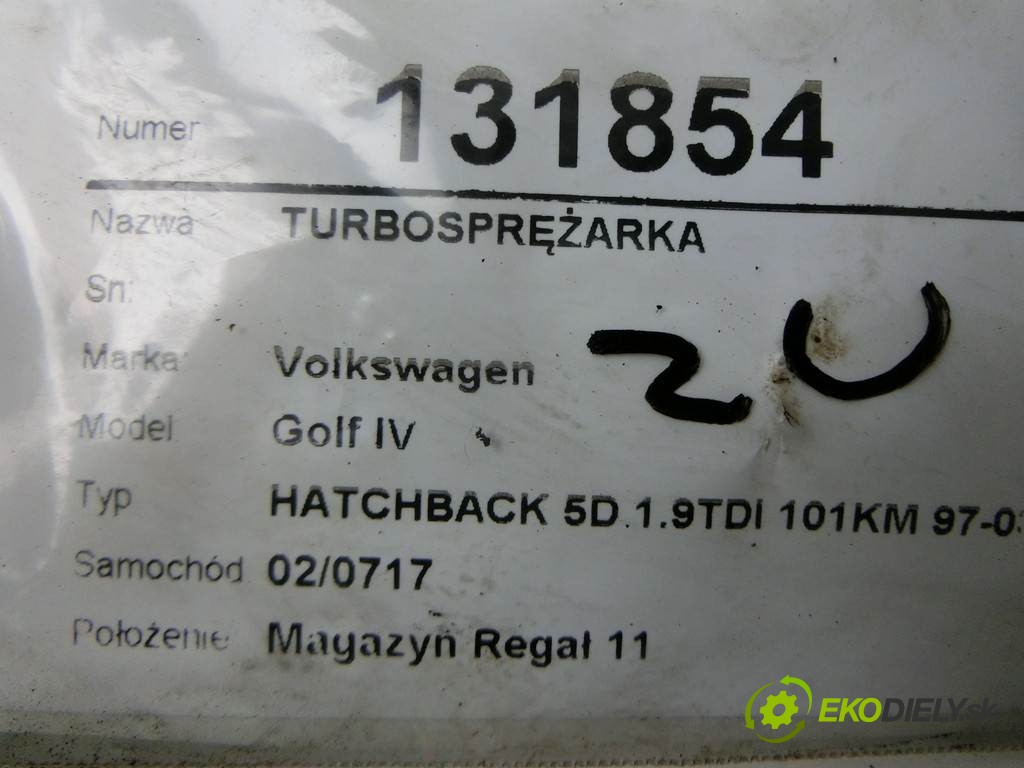 Numer 131854
Nazwa TURBOSPRĘŻARKA
Sn:
Marka: Volkswagen
Model Golf IV
Typ HATCHBACK 5D.1.9TDI 101KM 97-03
Samochód 02/0717
Położenie Magazyn Regał 11
EKODIELY.sk